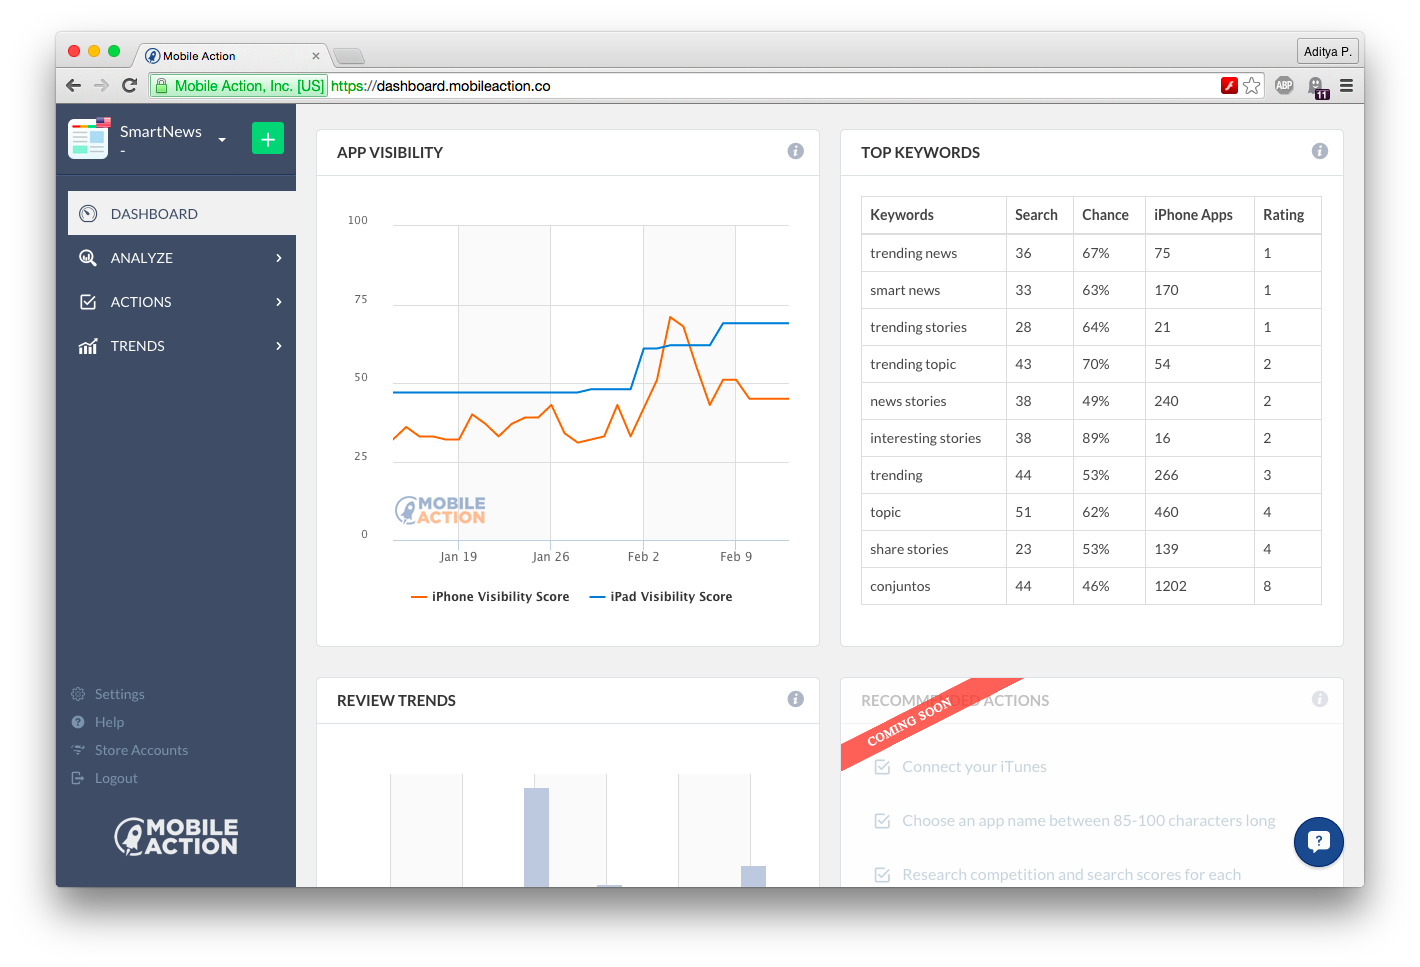 Mobile Action
Aditya P.
Mobile Action, Inc. [US] https://dashboard.mobileaction.co
ABP
11
SmartNews
-
+
DASHBOARD
ANALYZE
ACTIONS
TRENDS
Settings
Help
Store Accounts
Logout
MOBILE
ACTION
APP VISIBILITY
100
75
50
25
0
MOBILE
ACTION
Jan 19 Jan 26 Feb 2 Feb 9
iPhone Visibility Score iPad Visibility Score
TOP KEYWORDS
Keywords Search Chance iPhone Apps Rating
trending news 36 67% 75 1
smart news 33 63% 170 1
trending stories 28 64% 21 1
trending topic 43 70% 54 2
news stories 38 49% 240 2
interesting stories 38 89% 16 2
trending 44 53% 266 3
topic 51 62% 460 4
share stories 23 53% 139 4
conjuntos 44 46% 1202 8
REVIEW TRENDS
RECOMMENDED ACTIONS
COMING SOON
Connect your iTunes
Choose an app name between 85-100 characters long
Research competition and search scores for each